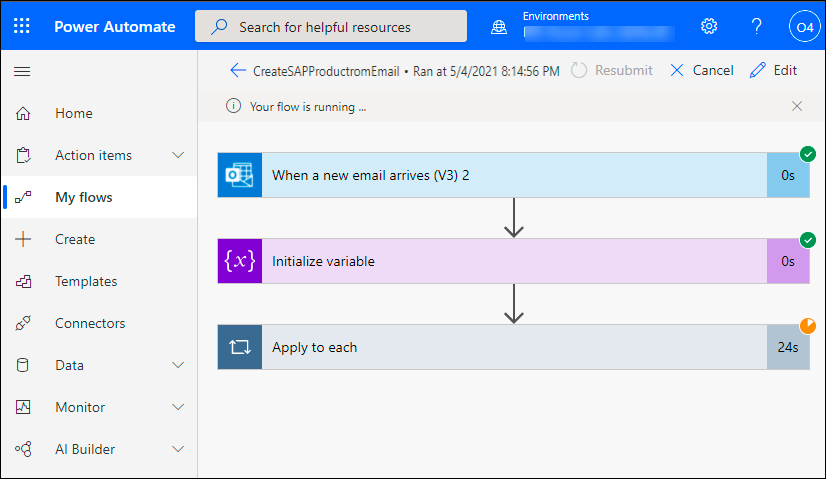 Power Automate
Search for helpful resources
Environments
?
O4
CreateSAPProductromEmail • Ran at 5/4/2021 8:14:56 PM
Resubmit
Cancel
Edit
Your flow is running ...
Home
Action items
My flows
Create
Templates
Connectors
Data
Monitor
AI Builder
When a new email arrives (V3) 2
0s
{x}
Initialize variable
0s
Apply to each
24s